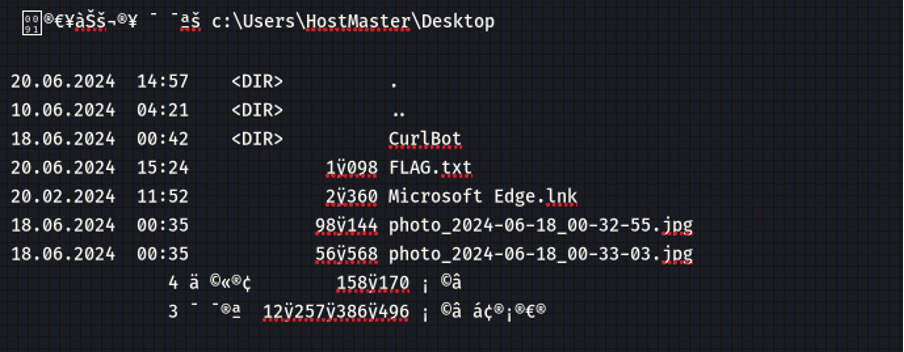 ®€¥àŠš¬®¥ ¯ ¯ªš c:\Users\HostMaster\Desktop
20.06.2024 14:57 <DIR> .
10.06.2024 04:21 <DIR> ..
18.06.2024 00:42 <DIR> CurlBot
20.06.2024 15:24 1ÿ098 FLAG.txt
20.02.2024 11:52 2ÿ360 Microsoft Edge.lnk
18.06.2024 00:35 98ÿ144 photo_2024-06-18_00-32-55.jpg
18.06.2024 00:35 56ÿ568 photo_2024-06-18_00-33-03.jpg
4 ä ©«®¢ 158ÿ170 ¡ ©â
3 ¯ ¯®ª 12ÿ257ÿ386ÿ496 ¡ ©â á¢®¡®€®